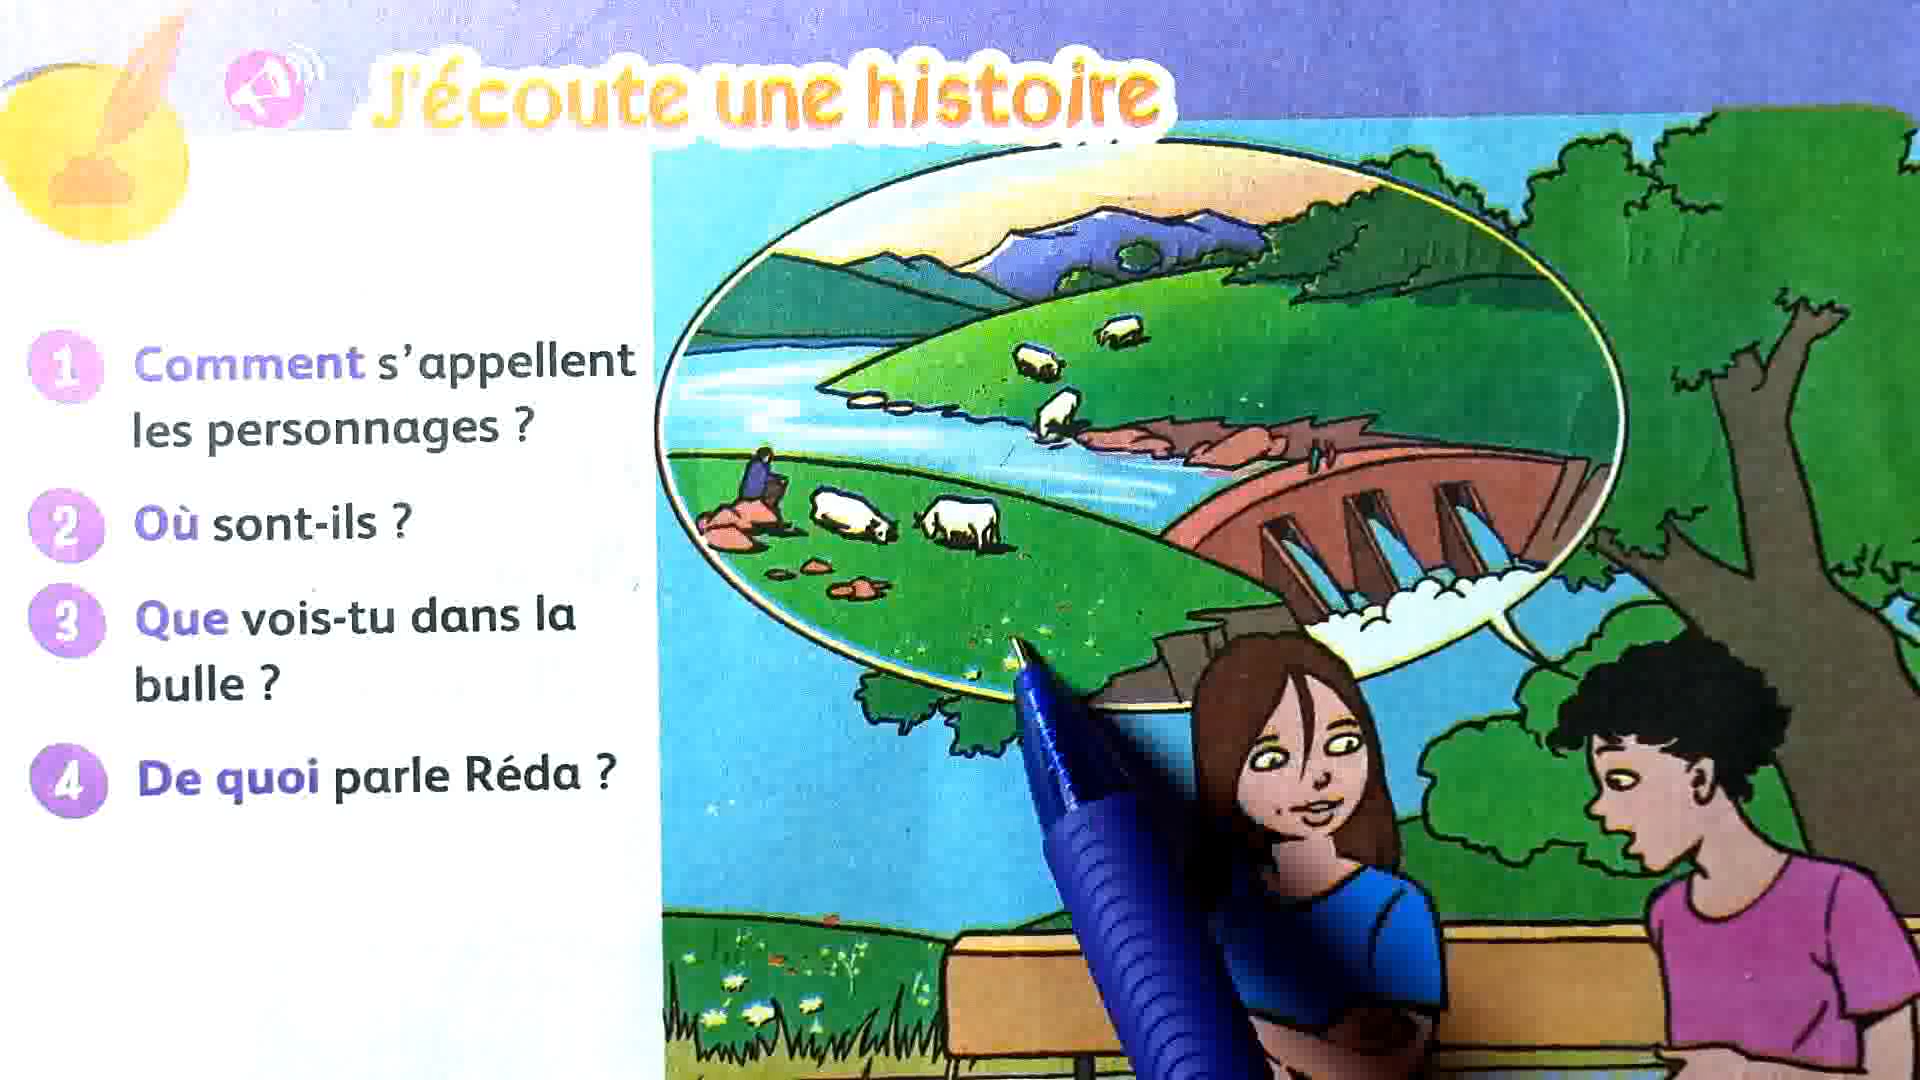 J'écoute une histoire
1 Comment s'appellent
les personnages ?
2 Où sont-ils ?
3 Que vois-tu dans la
bulle ?
4 De quoi parle Réda ?